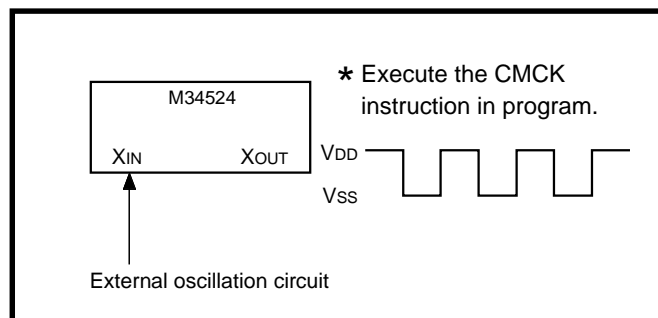 * Execute the CMCK
instruction in program.
M34524
XIN XOUT
VDD
VSS
External oscillation circuit